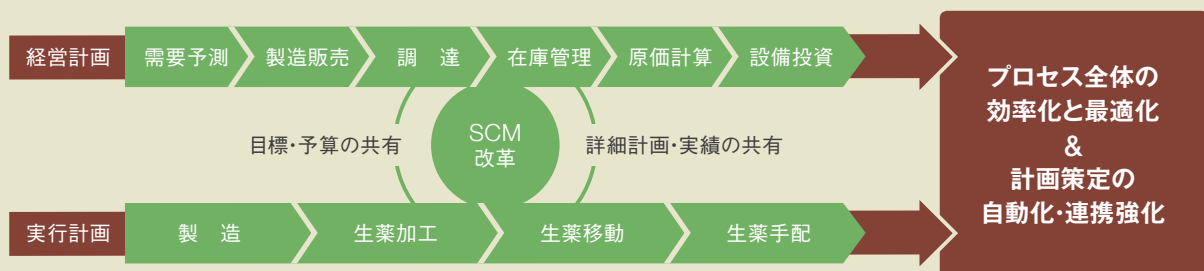 経営計画
需要予測
製造販売
調　達
在庫管理
原価計算
設備投資
目標・予算の共有
SCM
改革
詳細計画・実績の共有
実行計画
製　造
生薬加工
生薬移動
生薬手配
プロセス全体の
効率化と最適化
&
計画策定の
自動化・連携強化